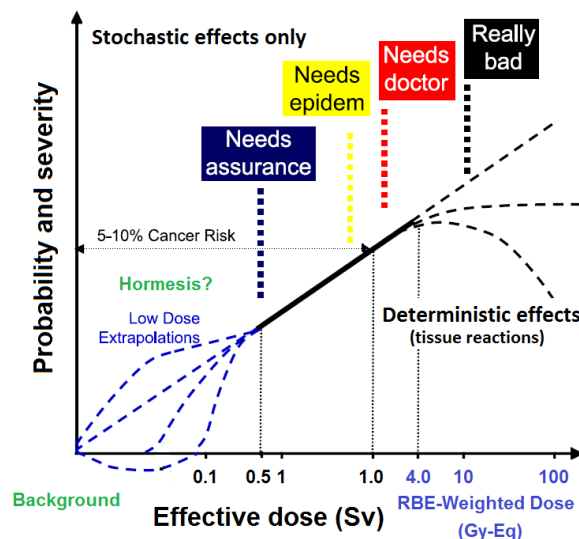 Stochastic effects only
Really
bad
Needs
doctor
Needs
epidem
Needs
assurance
Probability and severity
5-10% Cancer Risk
Hormesis?
Low Dose
Extrapolations
Deterministic effects
(tissue reactions)
0.1
0.5
1
1.0
4.0
10
100
Background
Effective dose (Sv)
RBE-Weighted Dose
(Gy-Eq)